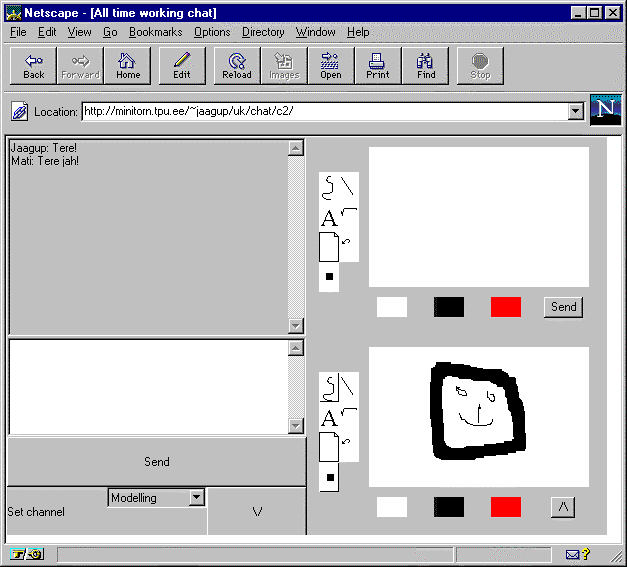 Netscape - [All time working chat]
File Edit View Go Bookmarks Options Directory Window Help
Back Forward Home Edit Reload Images Open Print Find Stop
Location: http://minitorn.tpu.ee/~jaagup/uk/chat/c2/
N
Jaagup: Tere!
Mati: Tere jah!
A
Send
A
Send
Modelling
Set channel
\/
/\
?